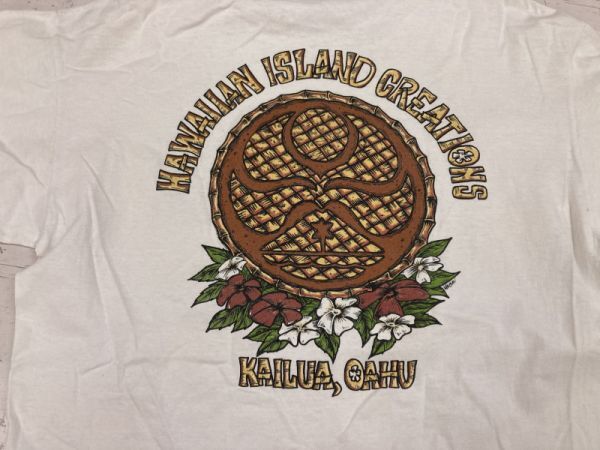 HAWAIIAN ISLAND CREATIONS
KAILUA, OAHU